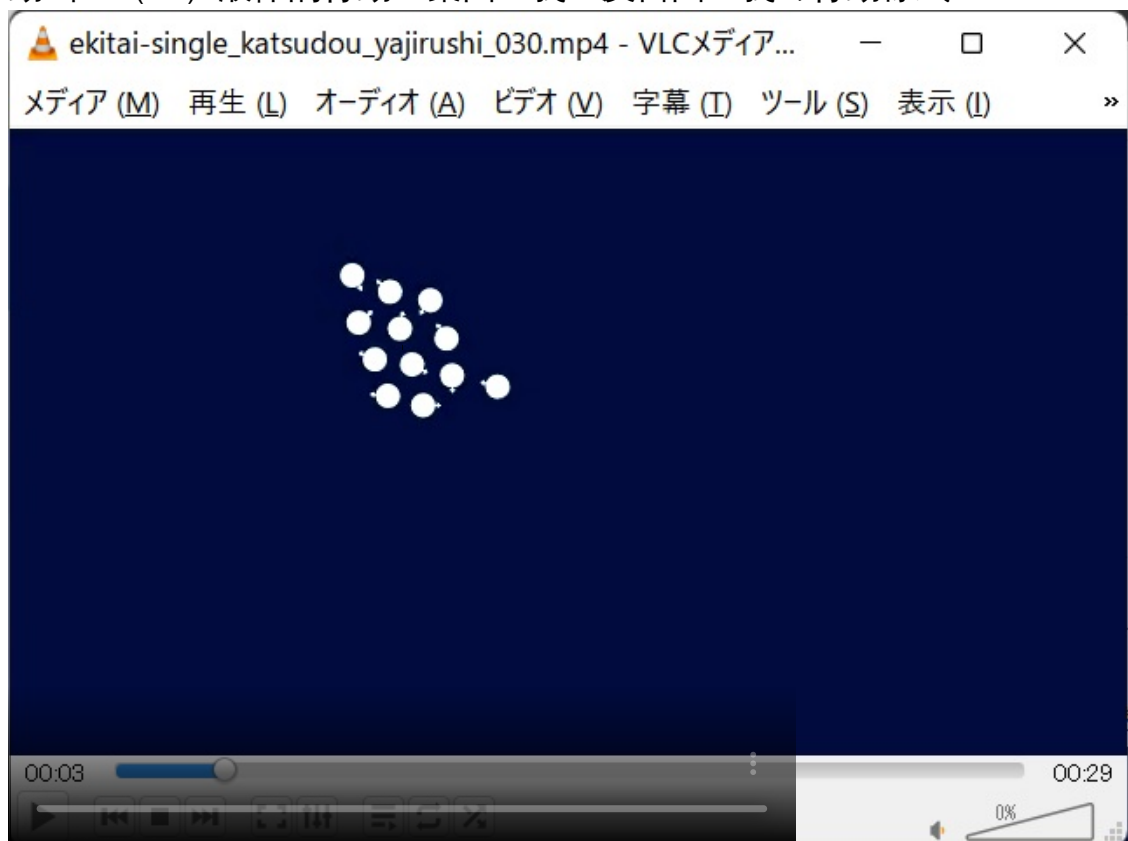 ekitai-single_katsudou_yajirushi_030.mp4 - VLCメディア...
メディア (M) 再生 (L) オーディオ (A) ビデオ (V) 字幕 (T) ツール (S) 表示 (I) »
00:03 00:29
0%